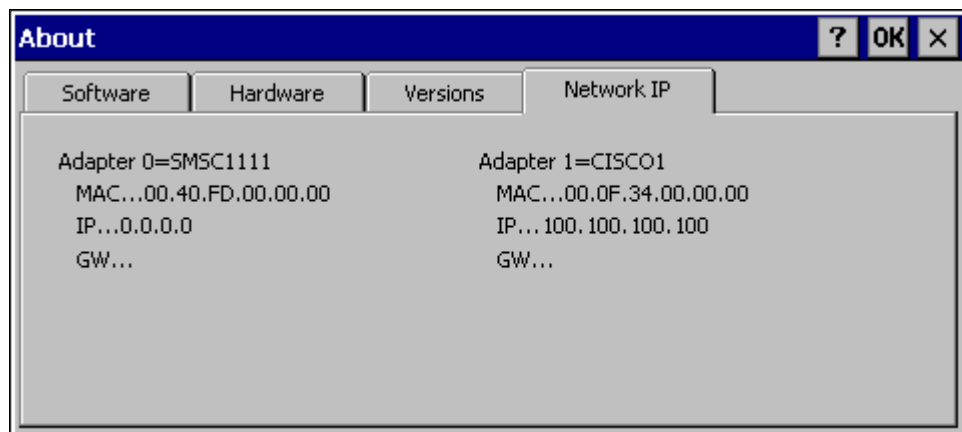 About ? OK ×
Software Hardware Versions Network IP
Adapter 0=SMSC1111
MAC...00.40.FD.00.00.00
IP...0.0.0.0
GW...
Adapter 1=CISCO1
MAC...00.0F.34.00.00.00
IP...100.100.100.100
GW...